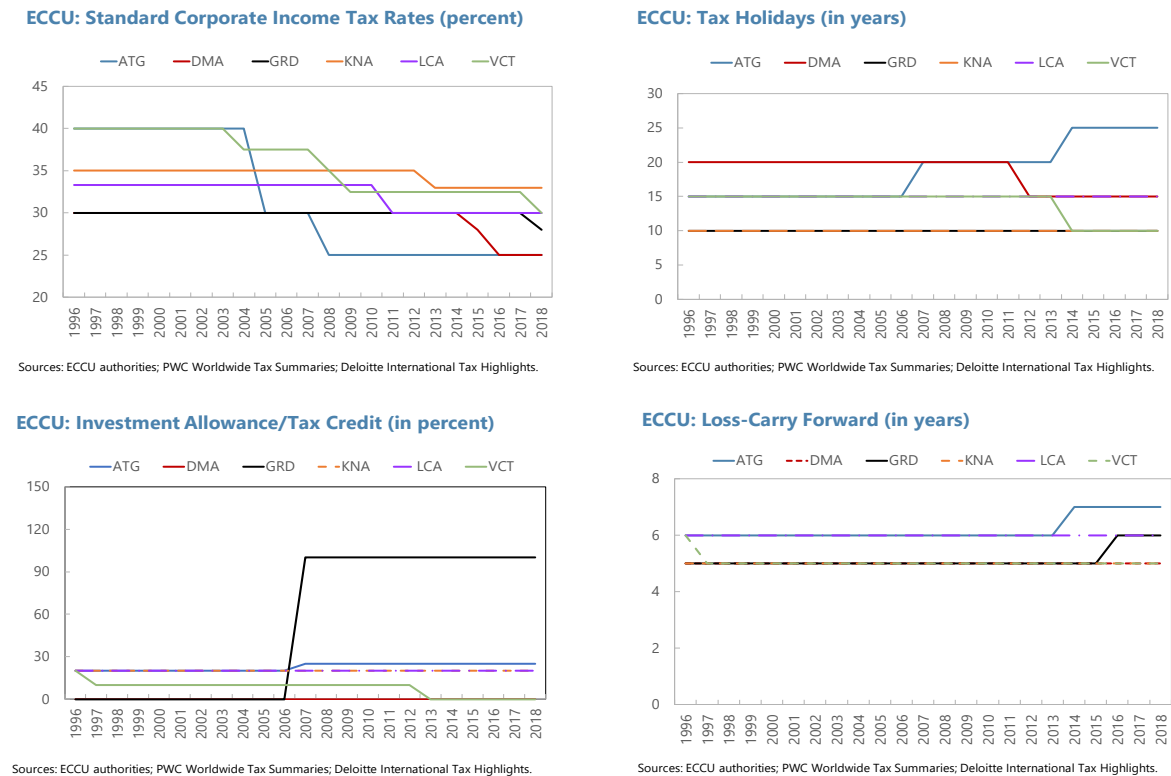 ECCU: Standard Corporate Income Tax Rates (percent)
ATG DMA GRD KNA LCA VCT
45
40
35
30
25
20
1996 1997 1998 1999 2000 2001 2002 2003 2004 2005 2006 2007 2008 2009 2010 2011 2012 2013 2014 2015 2016 2017 2018
Sources: ECCU authorities; PWC Worldwide Tax Summaries; Deloitte International Tax Highlights.
ECCU: Tax Holidays (in years)
ATG DMA GRD KNA LCA VCT
30
25
20
15
10
5
0
1996 1997 1998 1999 2000 2001 2002 2003 2004 2005 2006 2007 2008 2009 2010 2011 2012 2013 2014 2015 2016 2017 2018
Sources: ECCU authorities; PWC Worldwide Tax Summaries; Deloitte International Tax Highlights.
ECCU: Investment Allowance/Tax Credit (in percent)
ATG DMA GRD KNA LCA VCT
150
120
90
60
30
0
1996 1997 1998 1999 2000 2001 2002 2003 2004 2005 2006 2007 2008 2009 2010 2011 2012 2013 2014 2015 2016 2017 2018
Sources: ECCU authorities; PWC Worldwide Tax Summaries; Deloitte International Tax Highlights.
ECCU: Loss-Carry Forward (in years)
ATG DMA GRD KNA LCA VCT
8
6
4
2
0
1996 1997 1998 1999 2000 2001 2002 2003 2004 2005 2006 2007 2008 2009 2010 2011 2012 2013 2014 2015 2016 2017 2018
Sources: ECCU authorities; PWC Worldwide Tax Summaries; Deloitte International Tax Highlights.